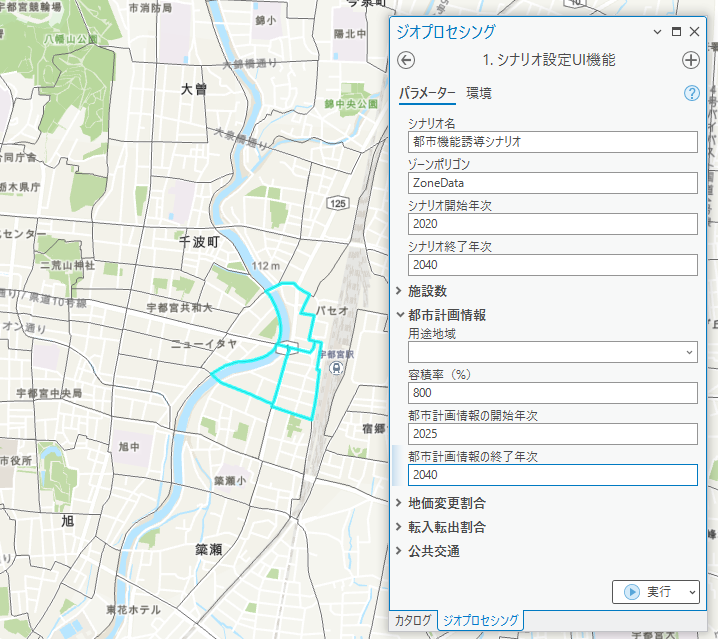 宇都宮競輪場
市消防局
錦小
今泉町
陽北中
八幡山公園
大錦橋通り
大曽
錦中央公園
大泉橋通り
合同庁舎
栃木県庁
125
センター
千波町
二荒山神社
112 m
通り / 県道10号線
宇都宮共和大
パセオ
オン通り
ニューイタヤ
宇都宮駅
宇都宮中央局
旭中
宿郷
市役所
簗瀬小
旭
簗瀬
東花ホテル
ジオプロセシング
1. シナリオ設定UI機能
パラメーター 環境
シナリオ名
都市機能誘導シナリオ
ゾーンポリゴン
ZoneData
シナリオ開始年次
2020
シナリオ終了年次
2040
施設数
都市計画情報
用途地域
容積率（%）
800
都市計画情報の開始年次
2025
都市計画情報の終了年次
2040
地価変更割合
転入転出割合
公共交通
実行
カタログ ジオプロセシング